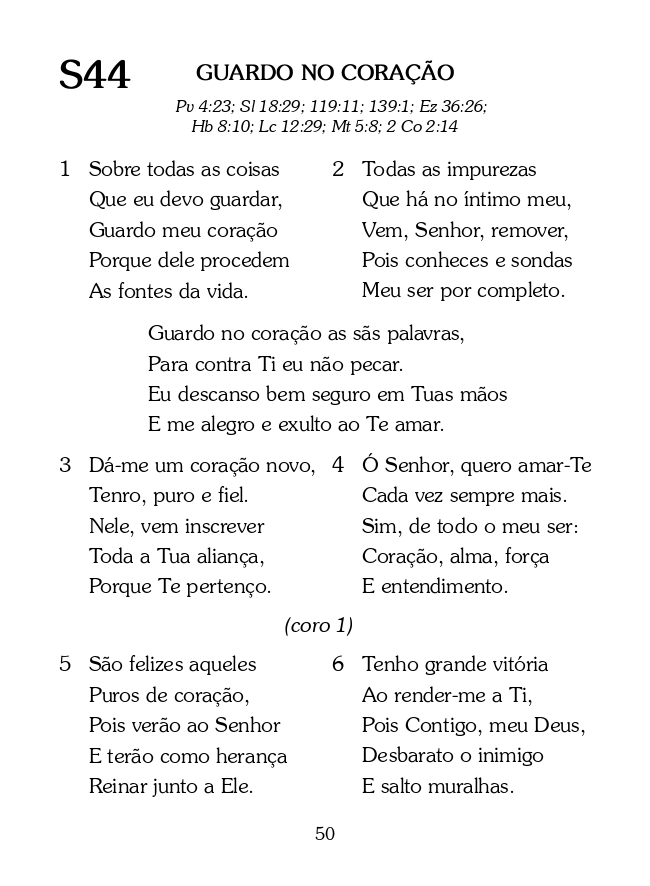 S44
GUARDO NO CORAÇÃO
Pv 4:23; Sl 18:29; 119:11; 139:1; Ez 36:26;
Hb 8:10; Lc 12:29; Mt 5:8; 2 Co 2:14
1 Sobre todas as coisas
Que eu devo guardar,
Guardo meu coração
Porque dele procedem
As fontes da vida.
2 Todas as impurezas
Que há no íntimo meu,
Vem, Senhor, remover,
Pois conheces e sondas
Meu ser por completo.
Guardo no coração as sãs palavras,
Para contra Ti eu não pecar.
Eu descanso bem seguro em Tuas mãos
E me alegro e exulto ao Te amar.
3 Dá-me um coração novo,
Tenro, puro e fiel.
Nele, vem inscrever
Toda a Tua aliança,
Porque Te pertenço.
4 Ó Senhor, quero amar-Te
Cada vez sempre mais.
Sim, de todo o meu ser:
Coração, alma, força
E entendimento.
(coro 1)
5 São felizes aqueles
Puros de coração,
Pois verão ao Senhor
E terão como herança
Reinar junto a Ele.
6 Tenho grande vitória
Ao render-me a Ti,
Pois Contigo, meu Deus,
Desbarato o inimigo
E salto muralhas.
50